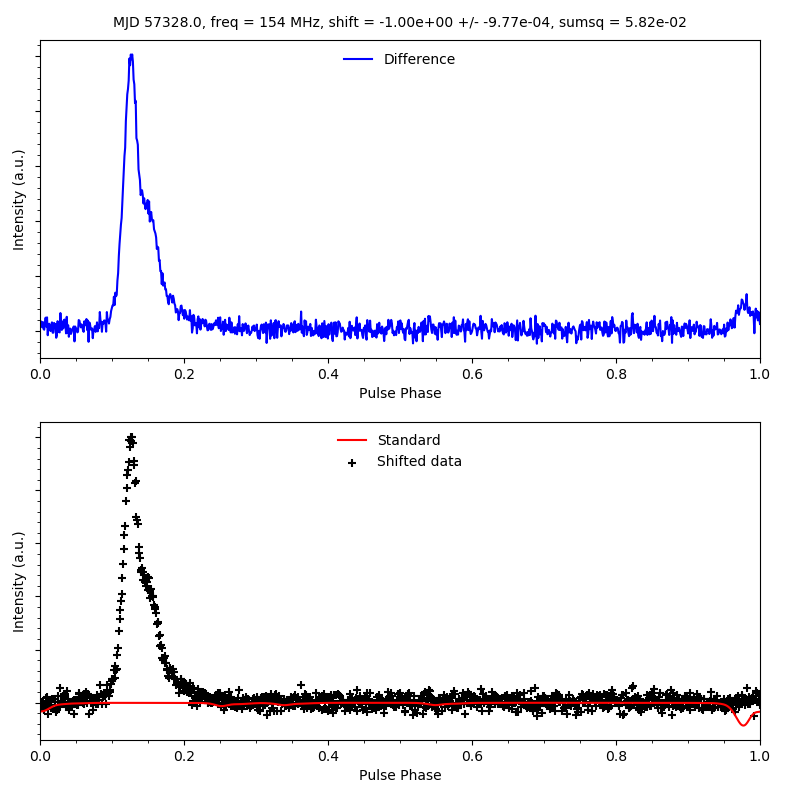 MJD 57328.0, freq = 154 MHz, shift = -1.00e+00 +/- -9.77e-04, sumsq = 5.82e-02
Difference
Intensity (a.u.)
0.0 0.2 0.4 0.6 0.8 1.0
Pulse Phase
Standard
Shifted data
Intensity (a.u.)
0.0 0.2 0.4 0.6 0.8 1.0
Pulse Phase